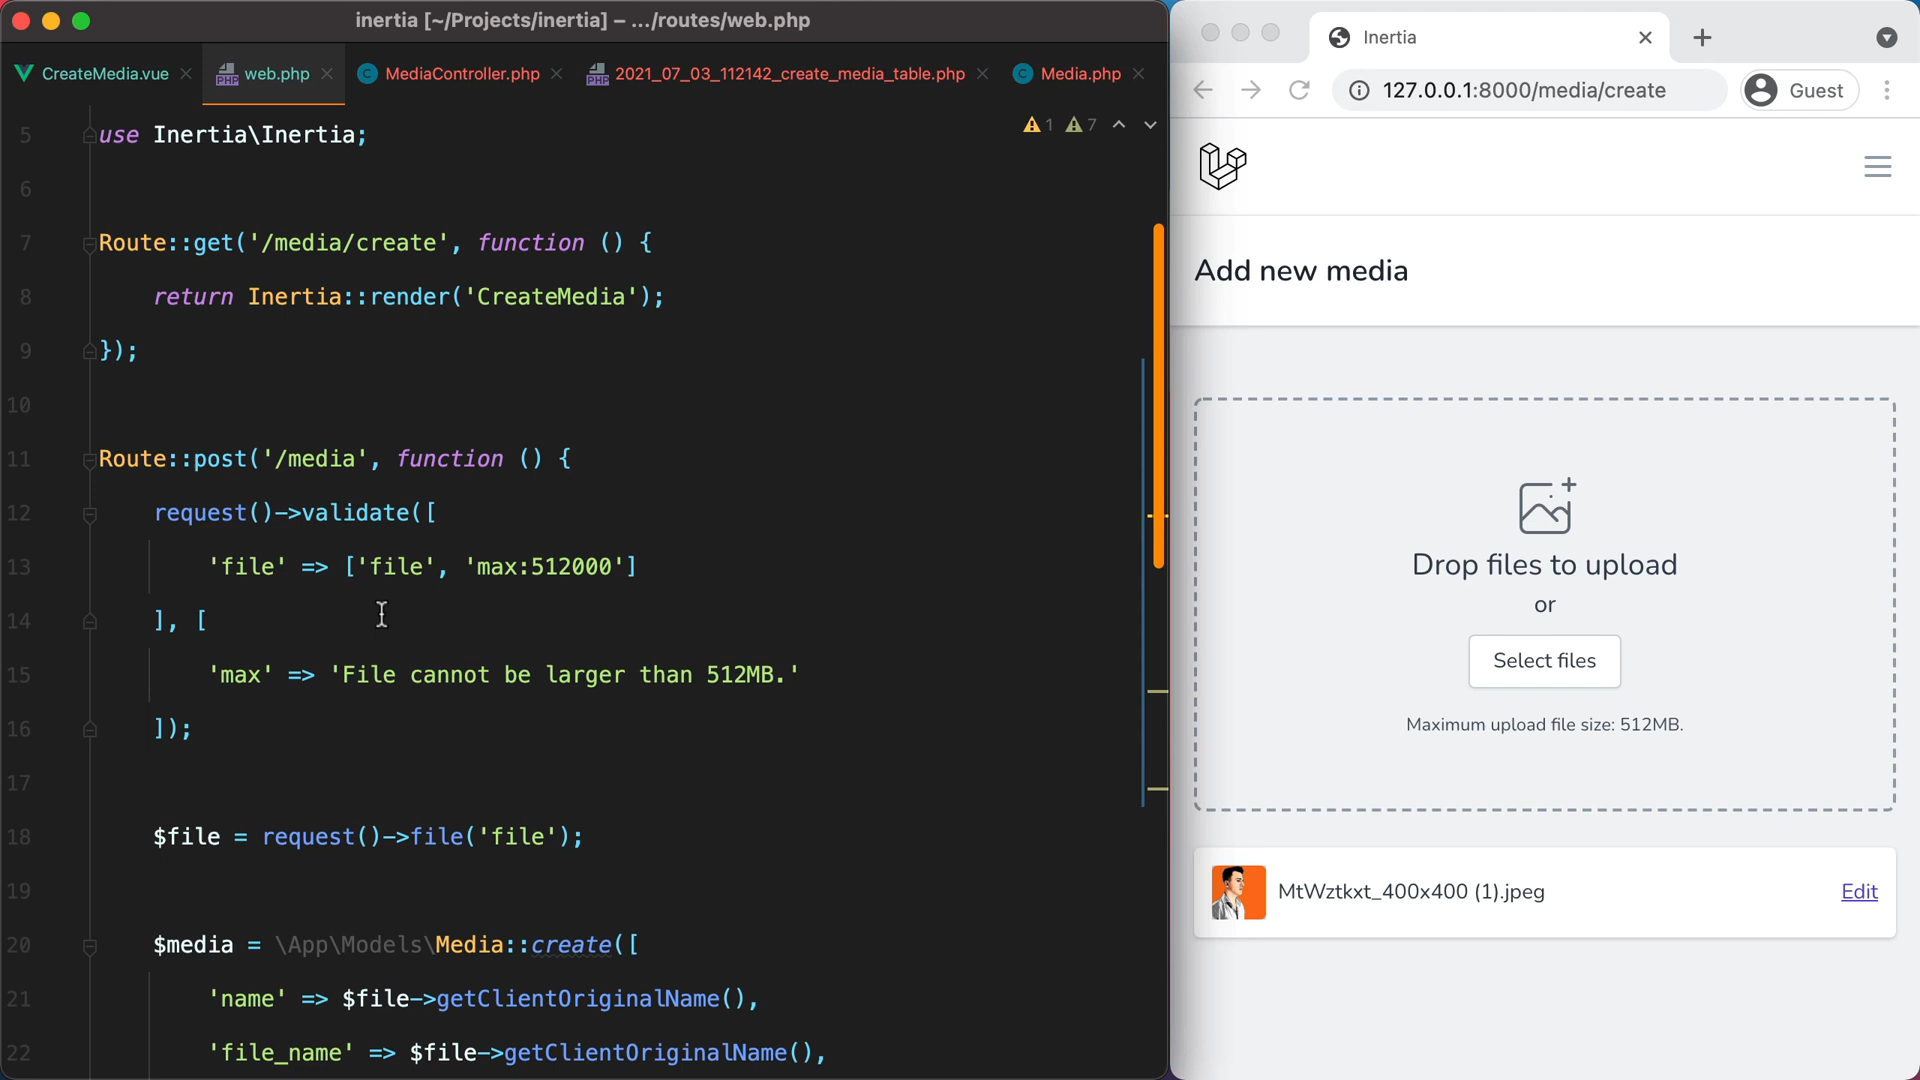 inertia [~/Projects/inertia] – .../routes/web.php
CreateMedia.vue
web.php
MediaController.php
2021_07_03_112142_create_media_table.php
Media.php
1
7
5 use Inertia\Inertia;
6
7 Route::get('/media/create', function () {
8 return Inertia::render('CreateMedia');
9 });
10
11 Route::post('/media', function () {
12 request()->validate([
13 'file' => ['file', 'max:512000']
14 ], [
15 'max' => 'File cannot be larger than 512MB.'
16 ]);
17
18 $file = request()->file('file');
19
20 $media = \App\Models\Media::create([
21 'name' => $file->getClientOriginalName(),
22 'file_name' => $file->getClientOriginalName(),
Inertia
127.0.0.1:8000/media/create
Guest
Add new media
Drop files to upload
or
Select files
Maximum upload file size: 512MB.
MtWztkxt_400x400 (1).jpeg
Edit